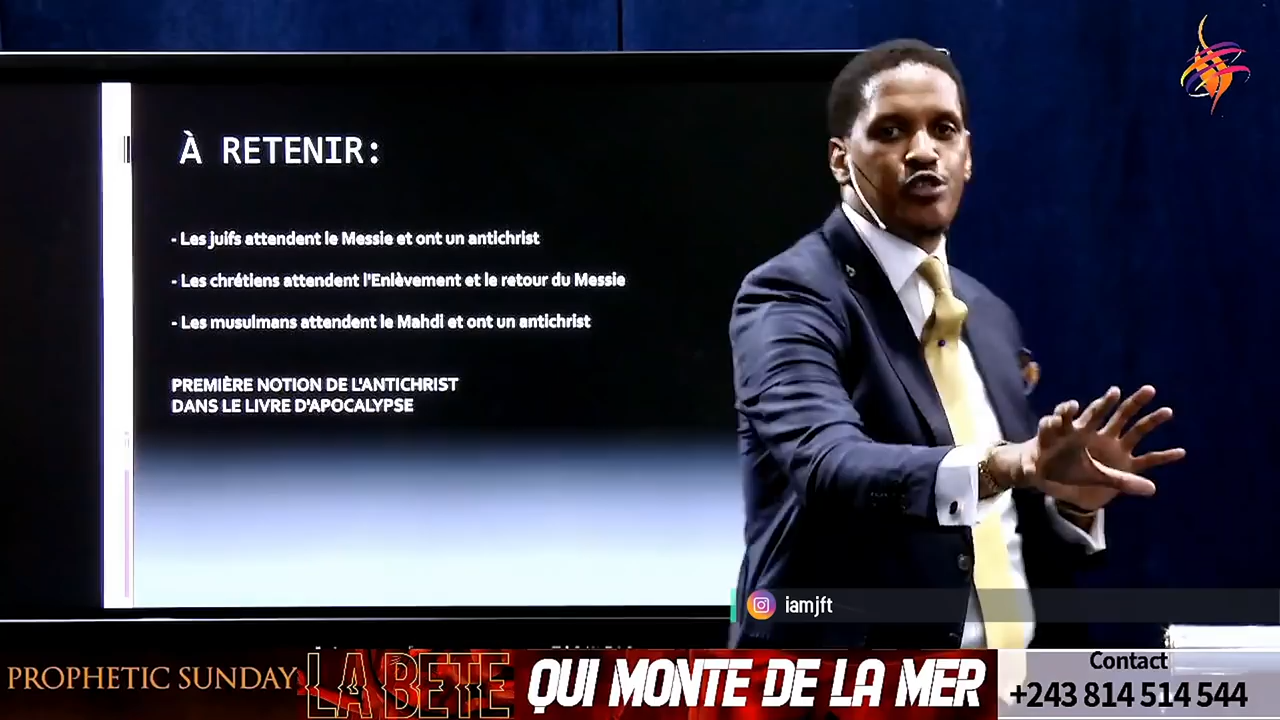 À RETENIR:
- Les juifs attendent le Messie et ont un antichrist
- Les chrétiens attendent l'Enlèvement et le retour du Messie
- Les musulmans attendent le Mahdi et ont un antichrist
PREMIÈRE NOTION DE L'ANTICHRIST
DANS LE LIVRE D'APOCALYPSE
iamjft
PROPHETIC SUNDAY LA BETE QUI MONTE DE LA MER
Contact
+243 814 514 544